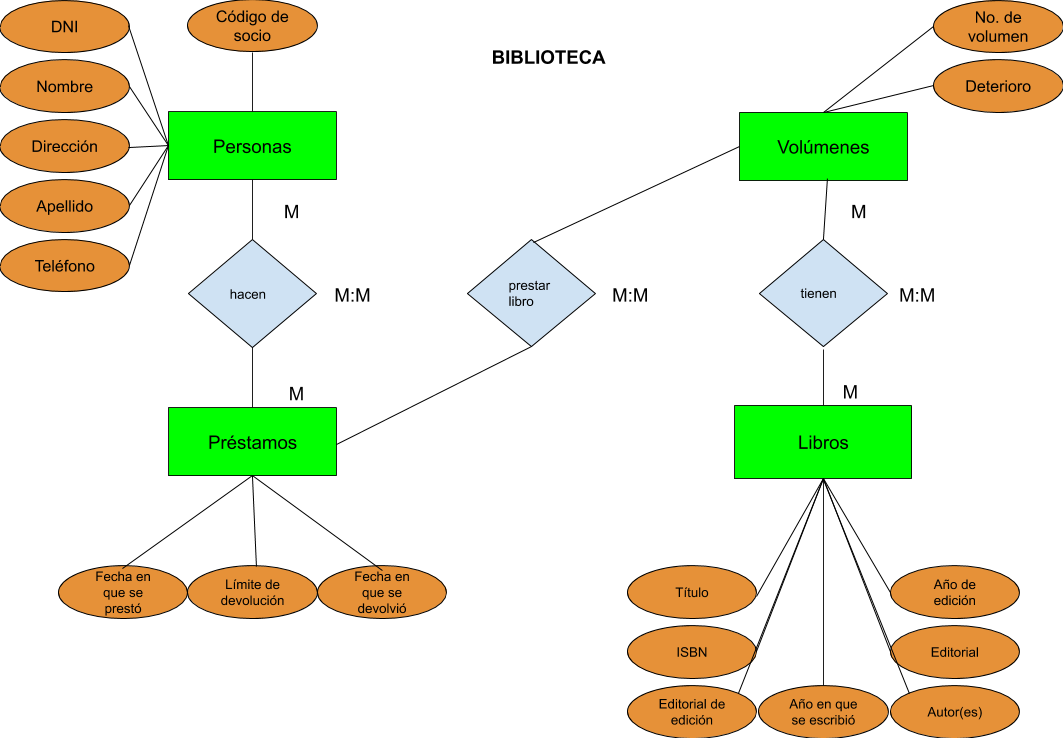 BIBLIOTECA
DNI
Nombre
Dirección
Apellido
Teléfono
Código de
socio
Personas
M
hacen
M:M
M
Préstamos
Fecha en
que se
prestó
Límite de
devolución
Fecha en
que se
devolvió
prestar
libro
M:M
No. de
volumen
Deterioro
Volúmenes
M
tienen
M:M
M
Libros
Título
ISBN
Editorial de
edición
Año en que
se escribió
Año de
edición
Editorial
Autor(es)